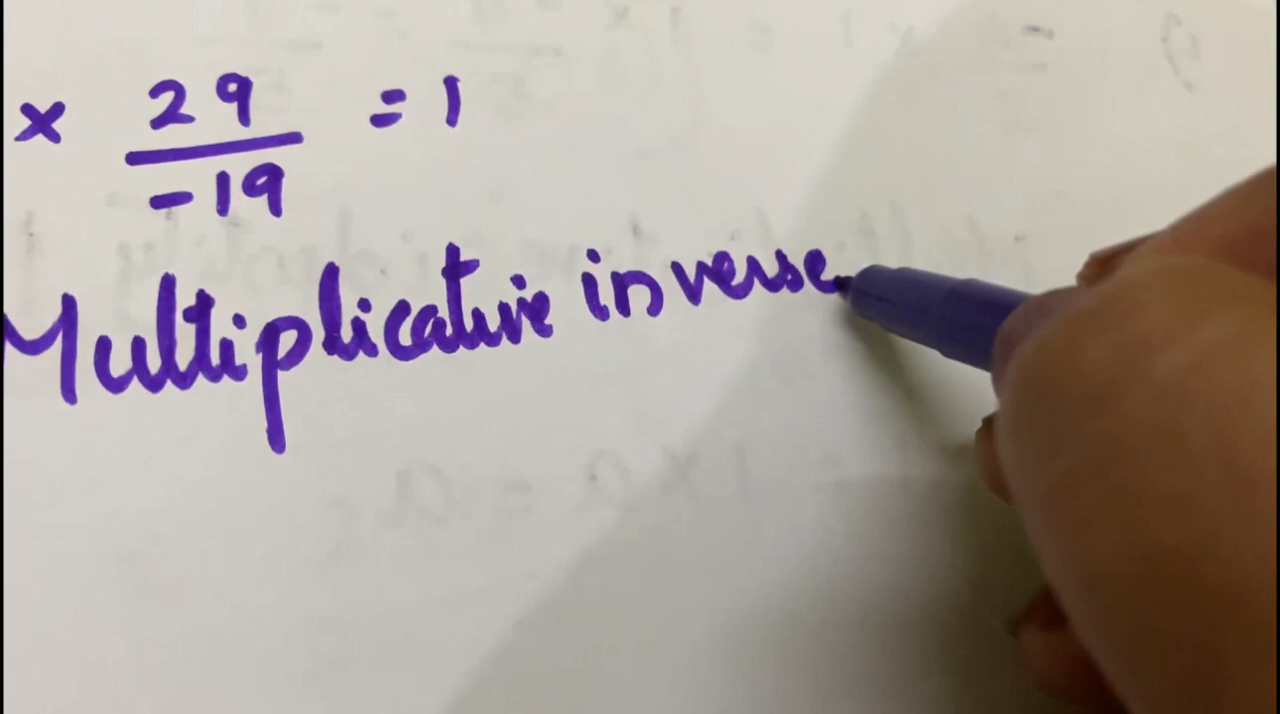 × 29/-19 = 1
Multiplicative inverse